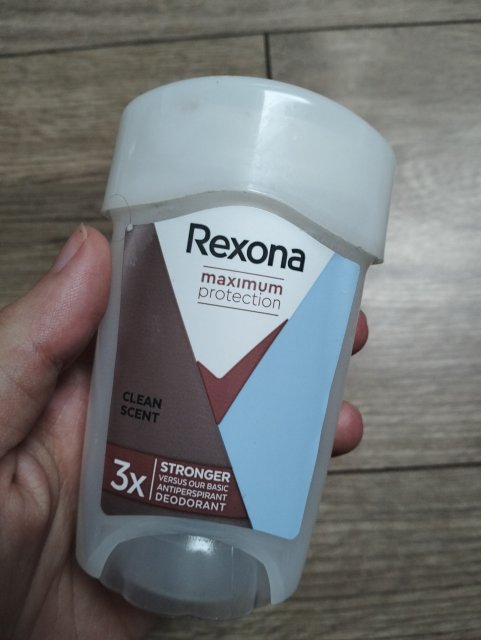 Rexona
maximum
protection
CLEAN
SCENT
3x
STRONGER
VERSUS OUR BASIC
ANTIPERSPIRANT
DEODORANT